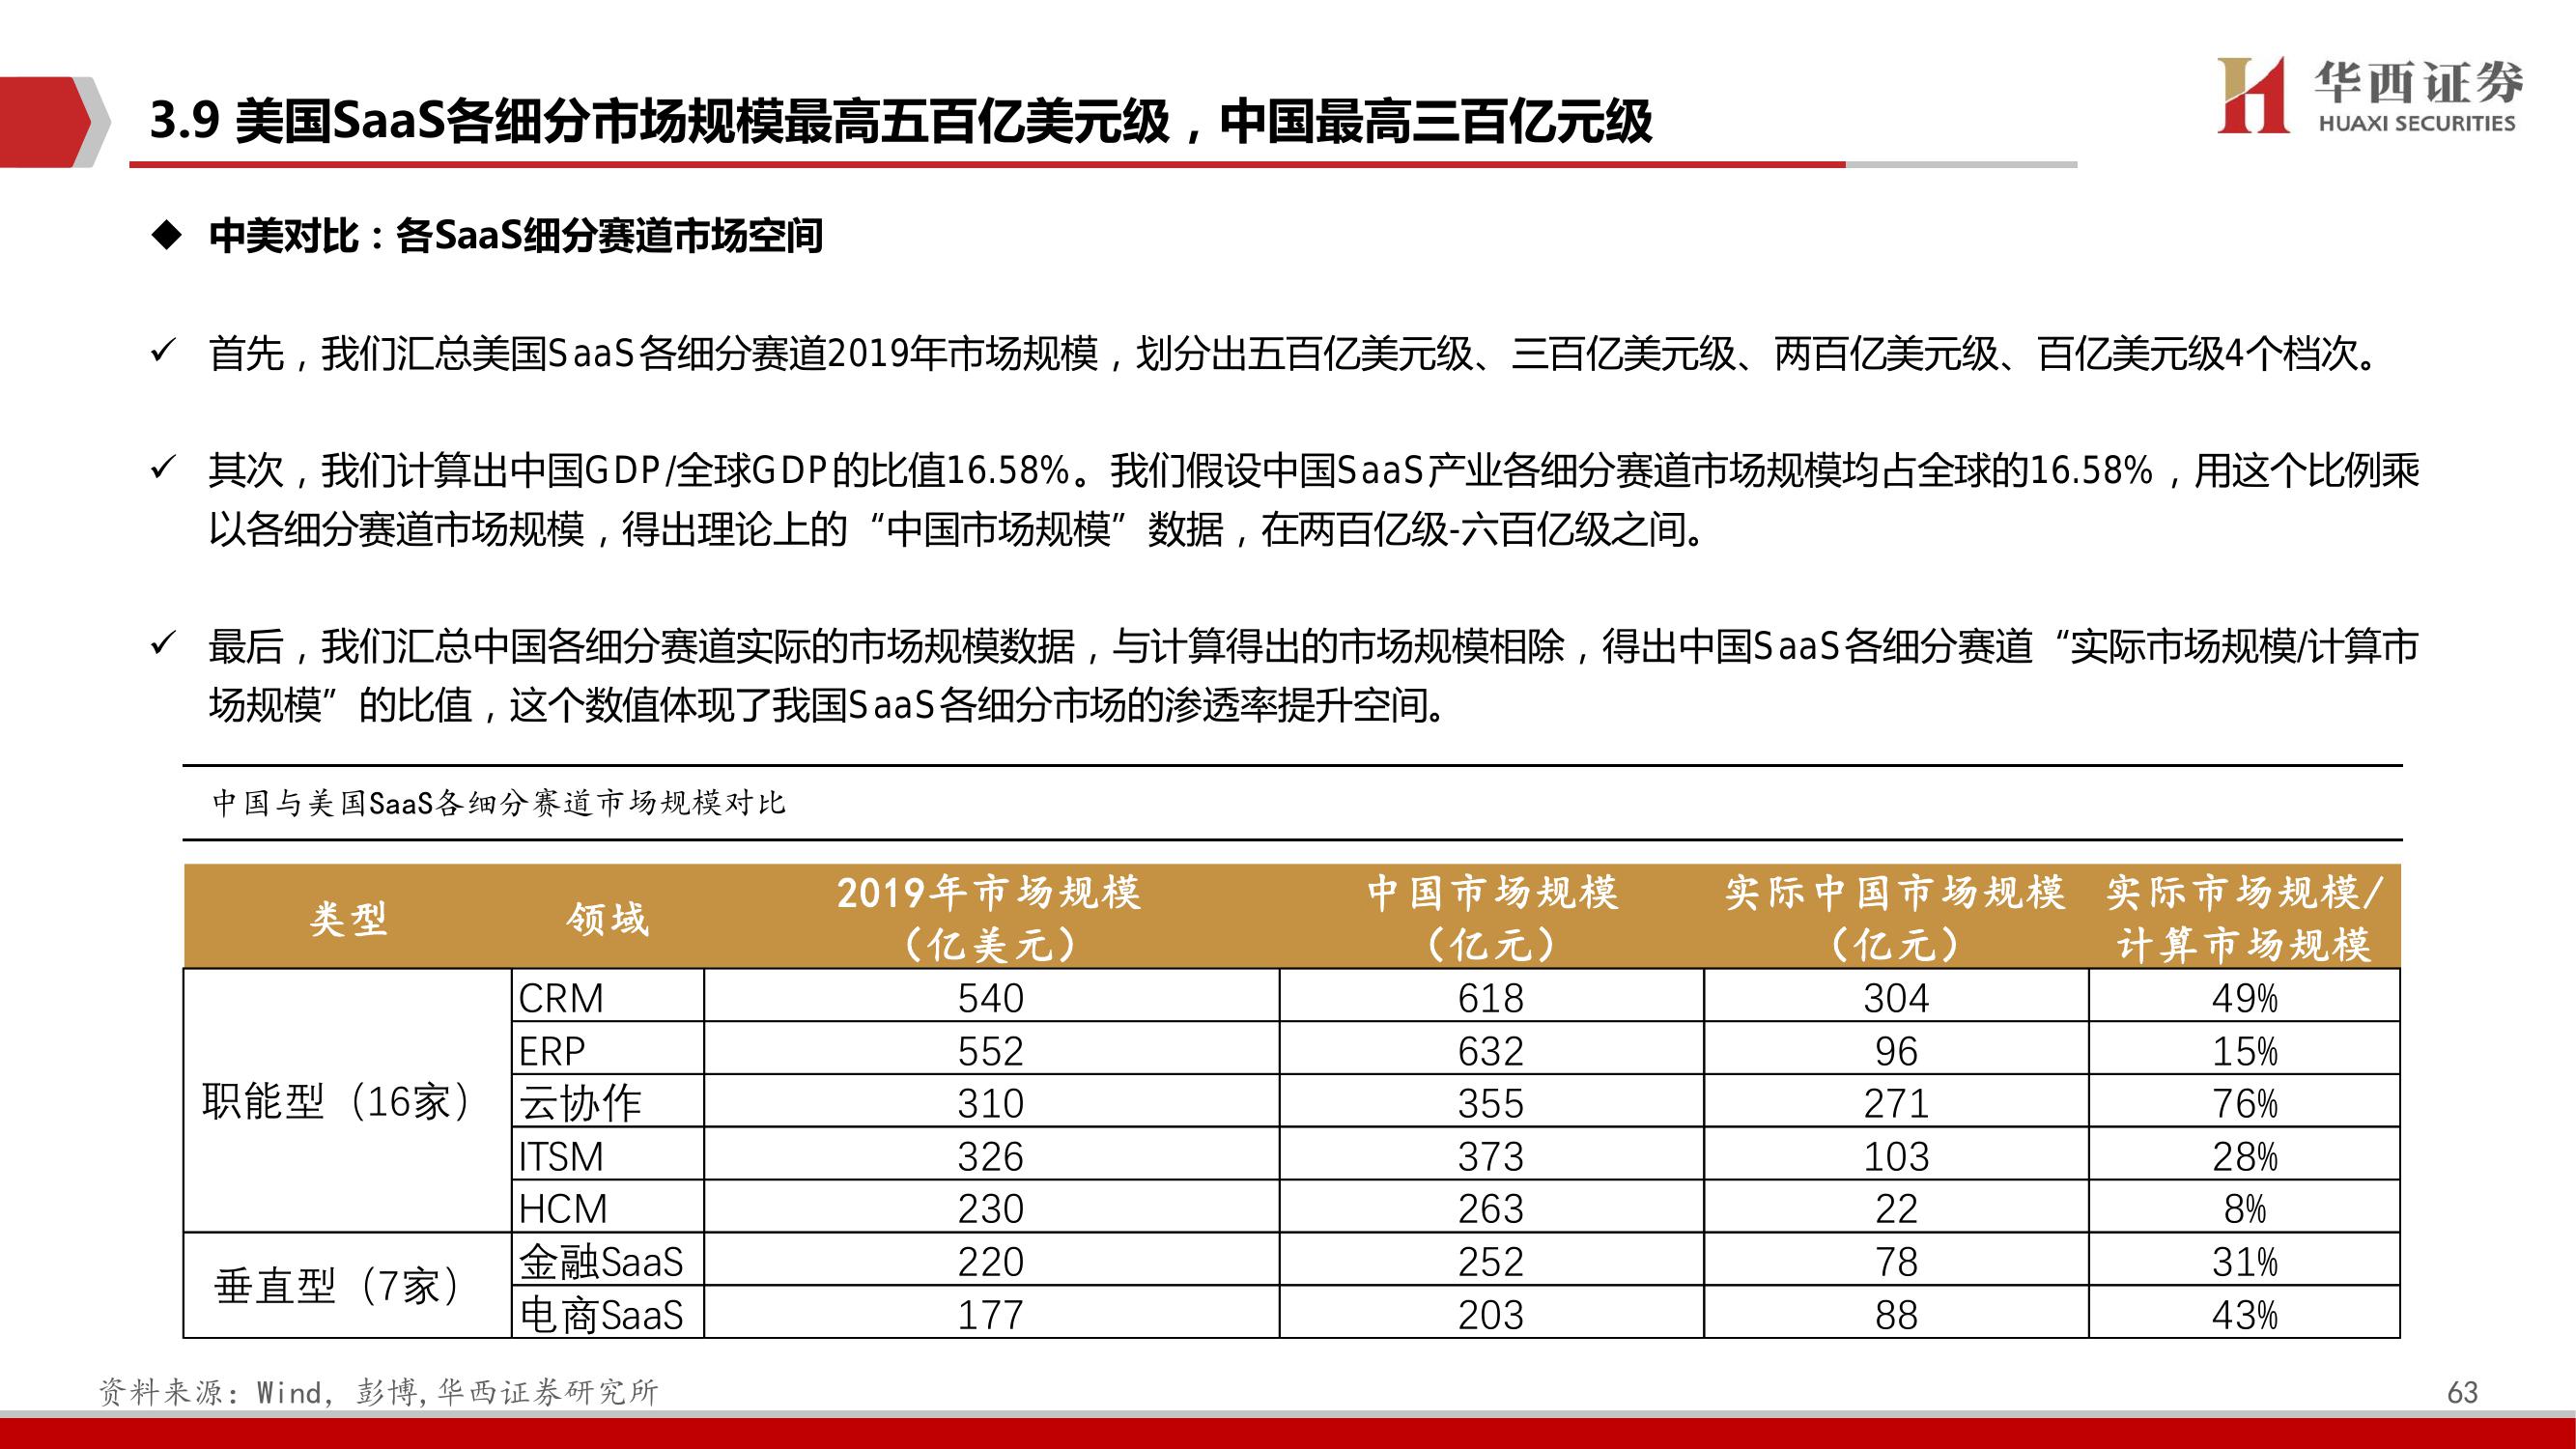 3.9 美国SaaS各细分市场规模最高五百亿美元级，中国最高三百亿元级
华西证券
HUAXI SECURITIES
◆ 中美对比：各SaaS细分赛道市场空间
✓ 首先，我们汇总美国SaaS各细分赛道2019年市场规模，划分出五百亿美元级、三百亿美元级、两百亿美元级、百亿美元级4个档次。
✓ 其次，我们计算出中国GDP/全球GDP的比值16.58%。我们假设中国SaaS产业各细分赛道市场规模均占全球的16.58%，用这个比例乘
以各细分赛道市场规模，得出理论上的“中国市场规模”数据，在两百亿级-六百亿级之间。
✓ 最后，我们汇总中国各细分赛道实际的市场规模数据，与计算得出的市场规模相除，得出中国SaaS各细分赛道“实际市场规模/计算市
场规模”的比值，这个数值体现了我国SaaS各细分市场的渗透率提升空间。
中国与美国SaaS各细分赛道市场规模对比
类型 领域 2019年市场规模（亿美元） 中国市场规模（亿元） 实际中国市场规模（亿元） 实际市场规模/计算市场规模
职能型（16家） CRM 540 618 304 49%
ERP 552 632 96 15%
云协作 310 355 271 76%
ITSM 326 373 103 28%
HCM 230 263 22 8%
垂直型（7家） 金融SaaS 220 252 78 31%
电商SaaS 177 203 88 43%
资料来源：Wind, 彭博,华西证券研究所
63